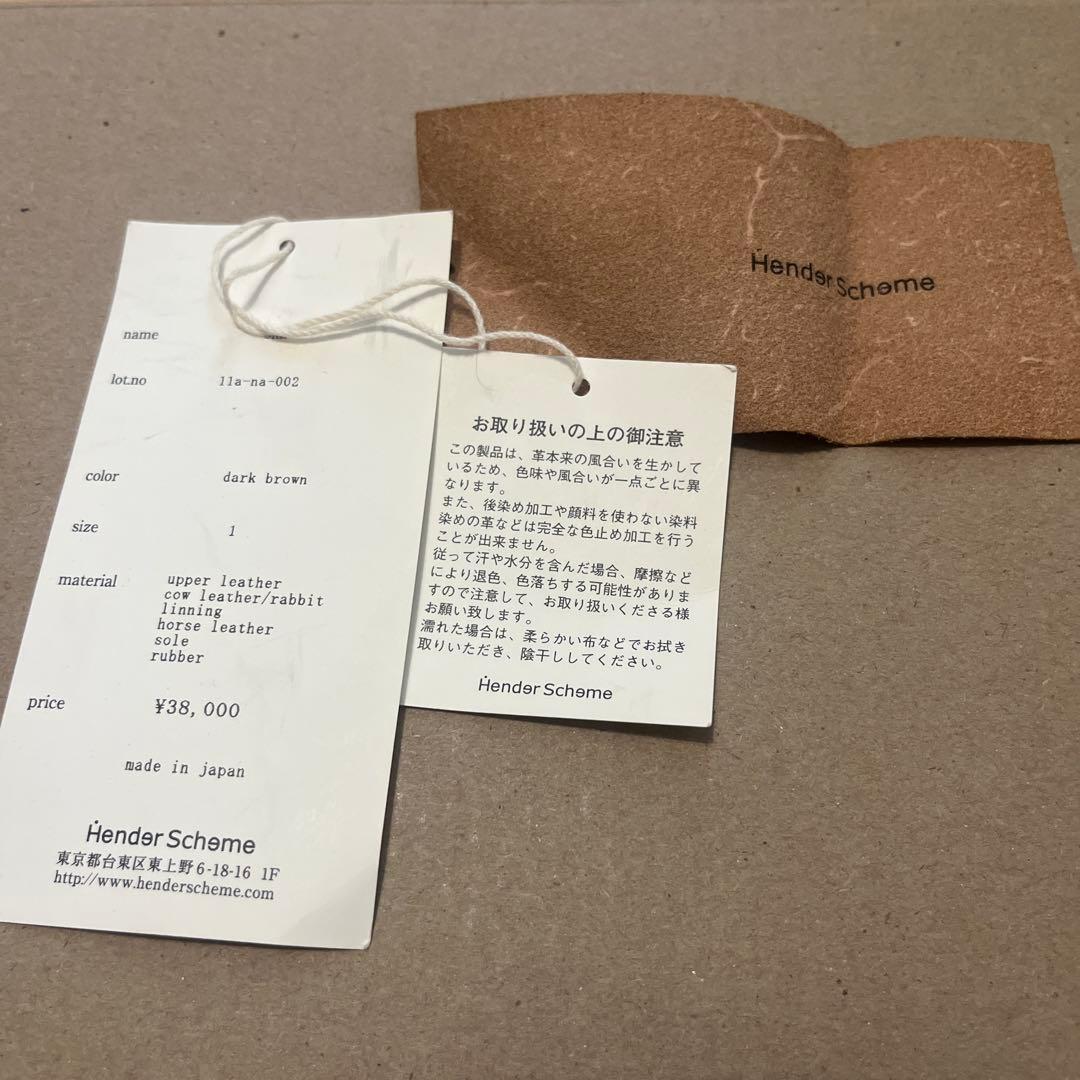 name
lot.no 11a-na-002
color dark brown
size 1
material upper leather
cow leather/rabbit
linning
horse leather
sole
rubber
price ¥38,000
made in japan
Hender Scheme
東京都台東区東上野6-18-16 1F
http://www.henderscheme.com
お取り扱いの上の御注意
この製品は、革本来の風合いを生かして
いるため、色味や風合いが一点ごとに異
なります。
また、後染め加工や顔料を使わない染料
染めの革などは完全な色止め加工を行う
ことが出来ません。
従って汗や水分を含んだ場合、摩擦など
により退色、色落ちする可能性がありま
すので注意して、お取り扱いくださる様
お願い致します。
濡れた場合は、柔らかい布などでお拭き
取りいただき、陰干ししてください。
Hender Scheme
Hender Scheme